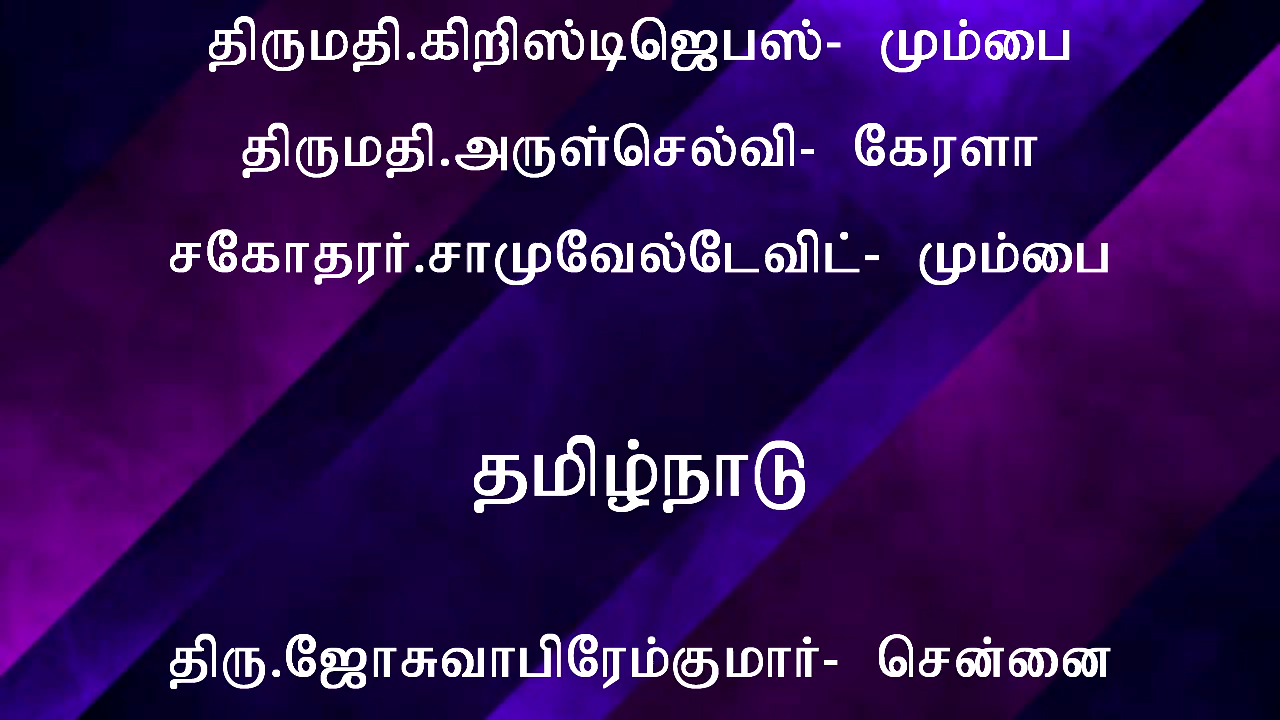 திருமதி.கிறிஸ்டிஜெபஸ்- மும்பை
திருமதி.அருள்செல்வி- கேரளா
சகோதரர்.சாமுவேல்டேவிட்- மும்பை
தமிழ்நாடு
திரு.ஜோசுவாபிரேம்குமார்- சென்னை